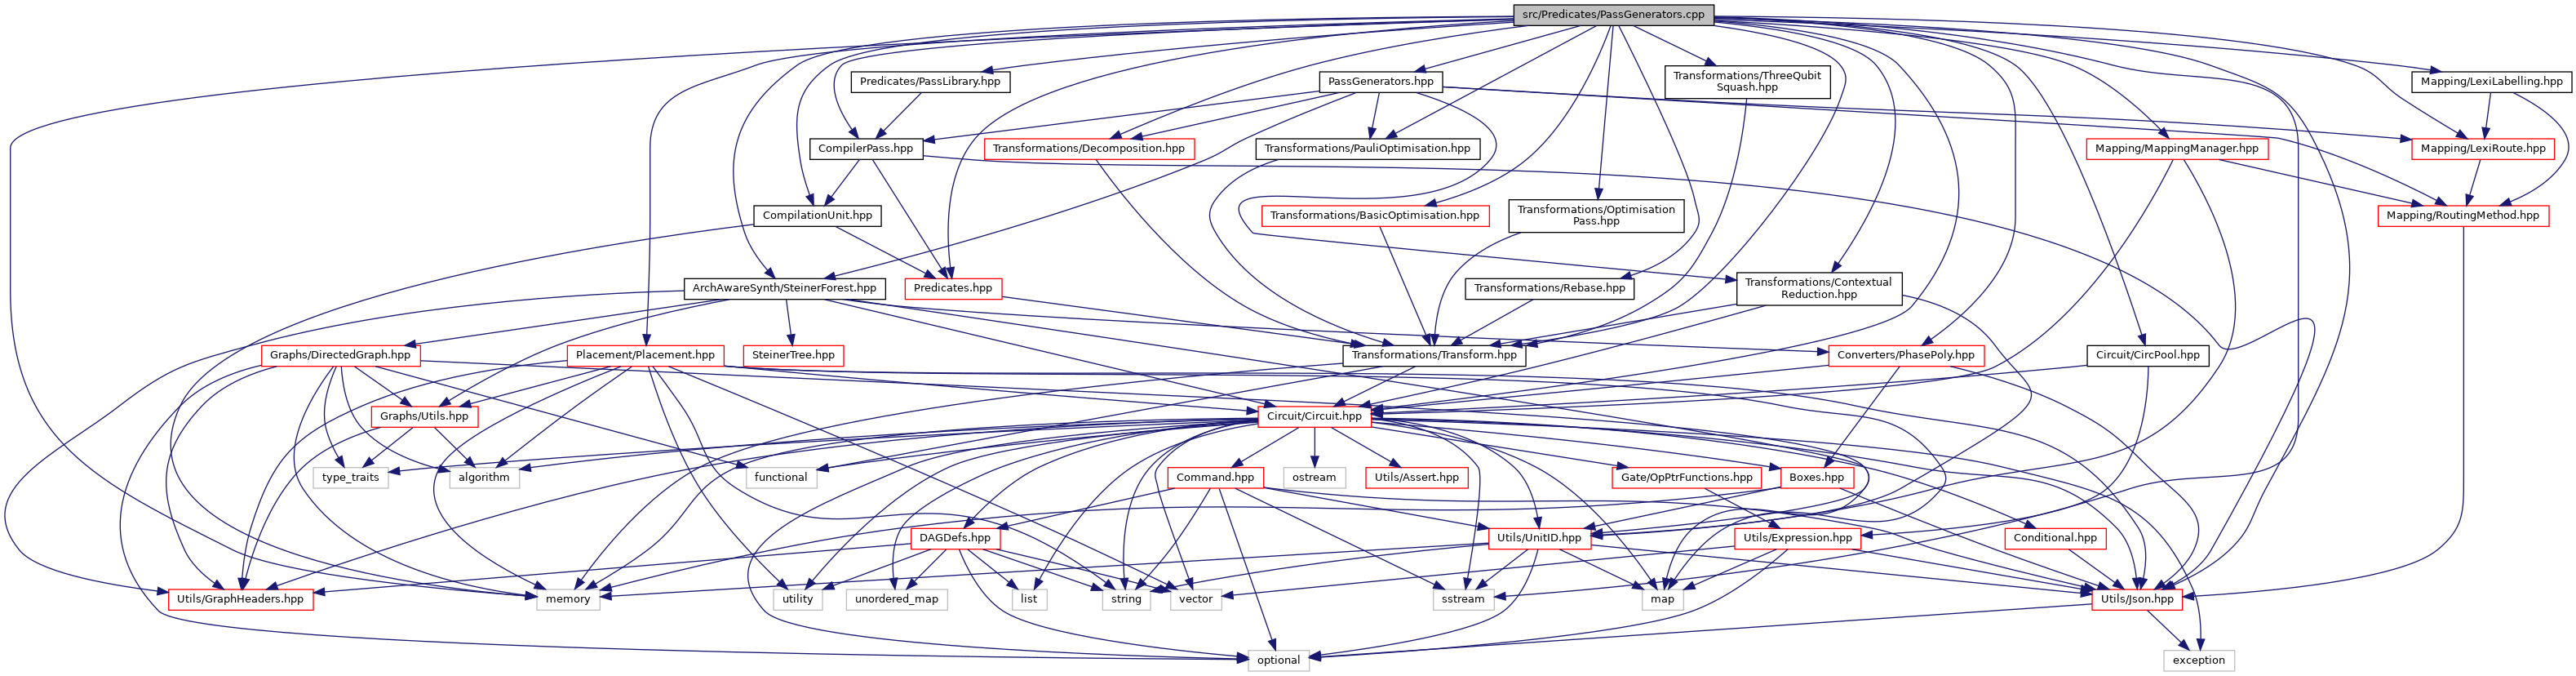 src/Predicates/PassGenerators.cpp
Predicates/PassLibrary.hpp
PassGenerators.hpp
Transformations/ThreeQubit
Squash.hpp
Mapping/LexiLabelling.hpp
CompilerPass.hpp
Transformations/Decomposition.hpp
Transformations/PauliOptimisation.hpp
Mapping/MappingManager.hpp
Mapping/LexiRoute.hpp
CompilationUnit.hpp
Transformations/BasicOptimisation.hpp
Transformations/Optimisation
Pass.hpp
Mapping/RoutingMethod.hpp
ArchAwareSynth/SteinerForest.hpp
Predicates.hpp
Transformations/Rebase.hpp
Transformations/Contextual
Reduction.hpp
Graphs/DirectedGraph.hpp
Placement/Placement.hpp
SteinerTree.hpp
Transformations/Transform.hpp
Converters/PhasePoly.hpp
Circuit/CircPool.hpp
Graphs/Utils.hpp
Circuit/Circuit.hpp
type_traits
algorithm
functional
Command.hpp
ostream
Utils/Assert.hpp
Gate/OpPtrFunctions.hpp
Boxes.hpp
DAGDefs.hpp
Utils/UnitID.hpp
Utils/Expression.hpp
Conditional.hpp
Utils/GraphHeaders.hpp
memory
utility
unordered_map
list
string
vector
sstream
map
Utils/Json.hpp
optional
exception